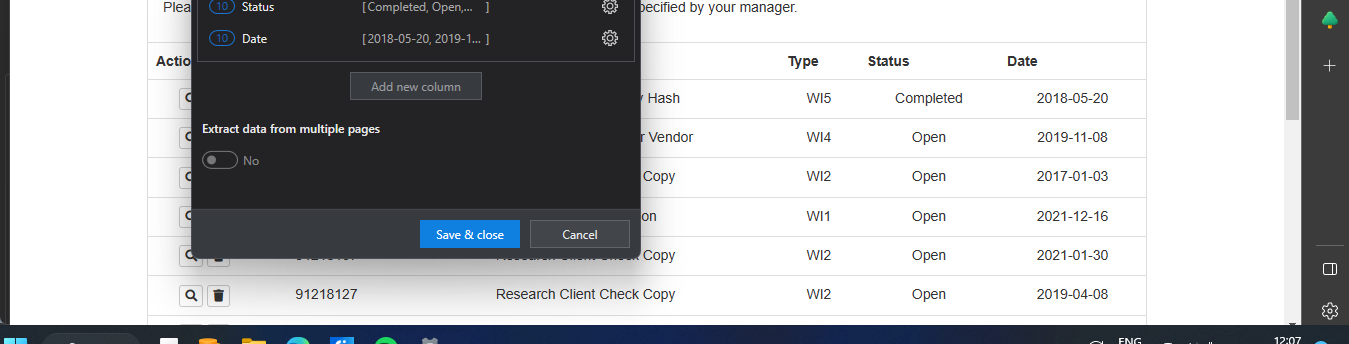 Plea
pecified by your manager.
10 Status [Completed, Open,... ]
10 Date [2018-05-20, 2019-1... ]
Actio Type Status Date
Add new column
Hash WI5 Completed 2018-05-20
Extract data from multiple pages
r Vendor WI4 Open 2019-11-08
No
Copy WI2 Open 2017-01-03
on WI1 Open 2021-12-16
Save & close Cancel
Research Client Check Copy WI2 Open 2021-01-30
91218127 Research Client Check Copy WI2 Open 2019-04-08
ENG 12:07